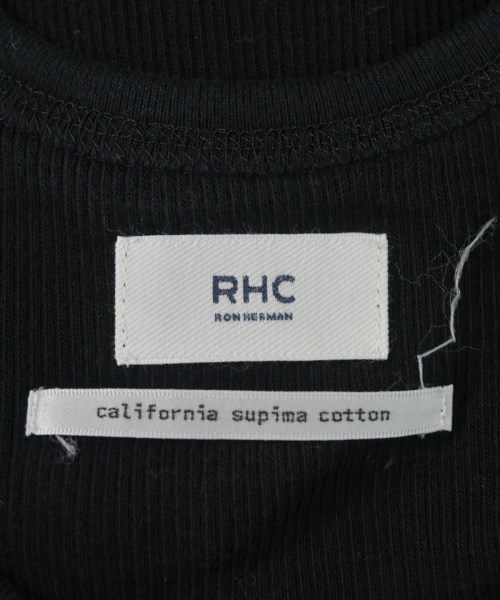 RHC
RON HERMAN
california supima cotton